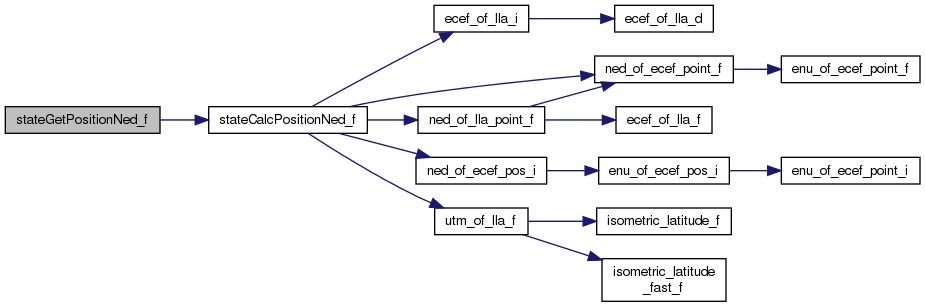 stateGetPositionNed_f
stateCalcPositionNed_f
ecef_of_lla_i
ecef_of_lla_d
ned_of_ecef_point_f
enu_of_ecef_point_f
ned_of_lla_point_f
ecef_of_lla_f
ned_of_ecef_pos_i
enu_of_ecef_pos_i
enu_of_ecef_point_i
utm_of_lla_f
isometric_latitude_f
isometric_latitude
_fast_f